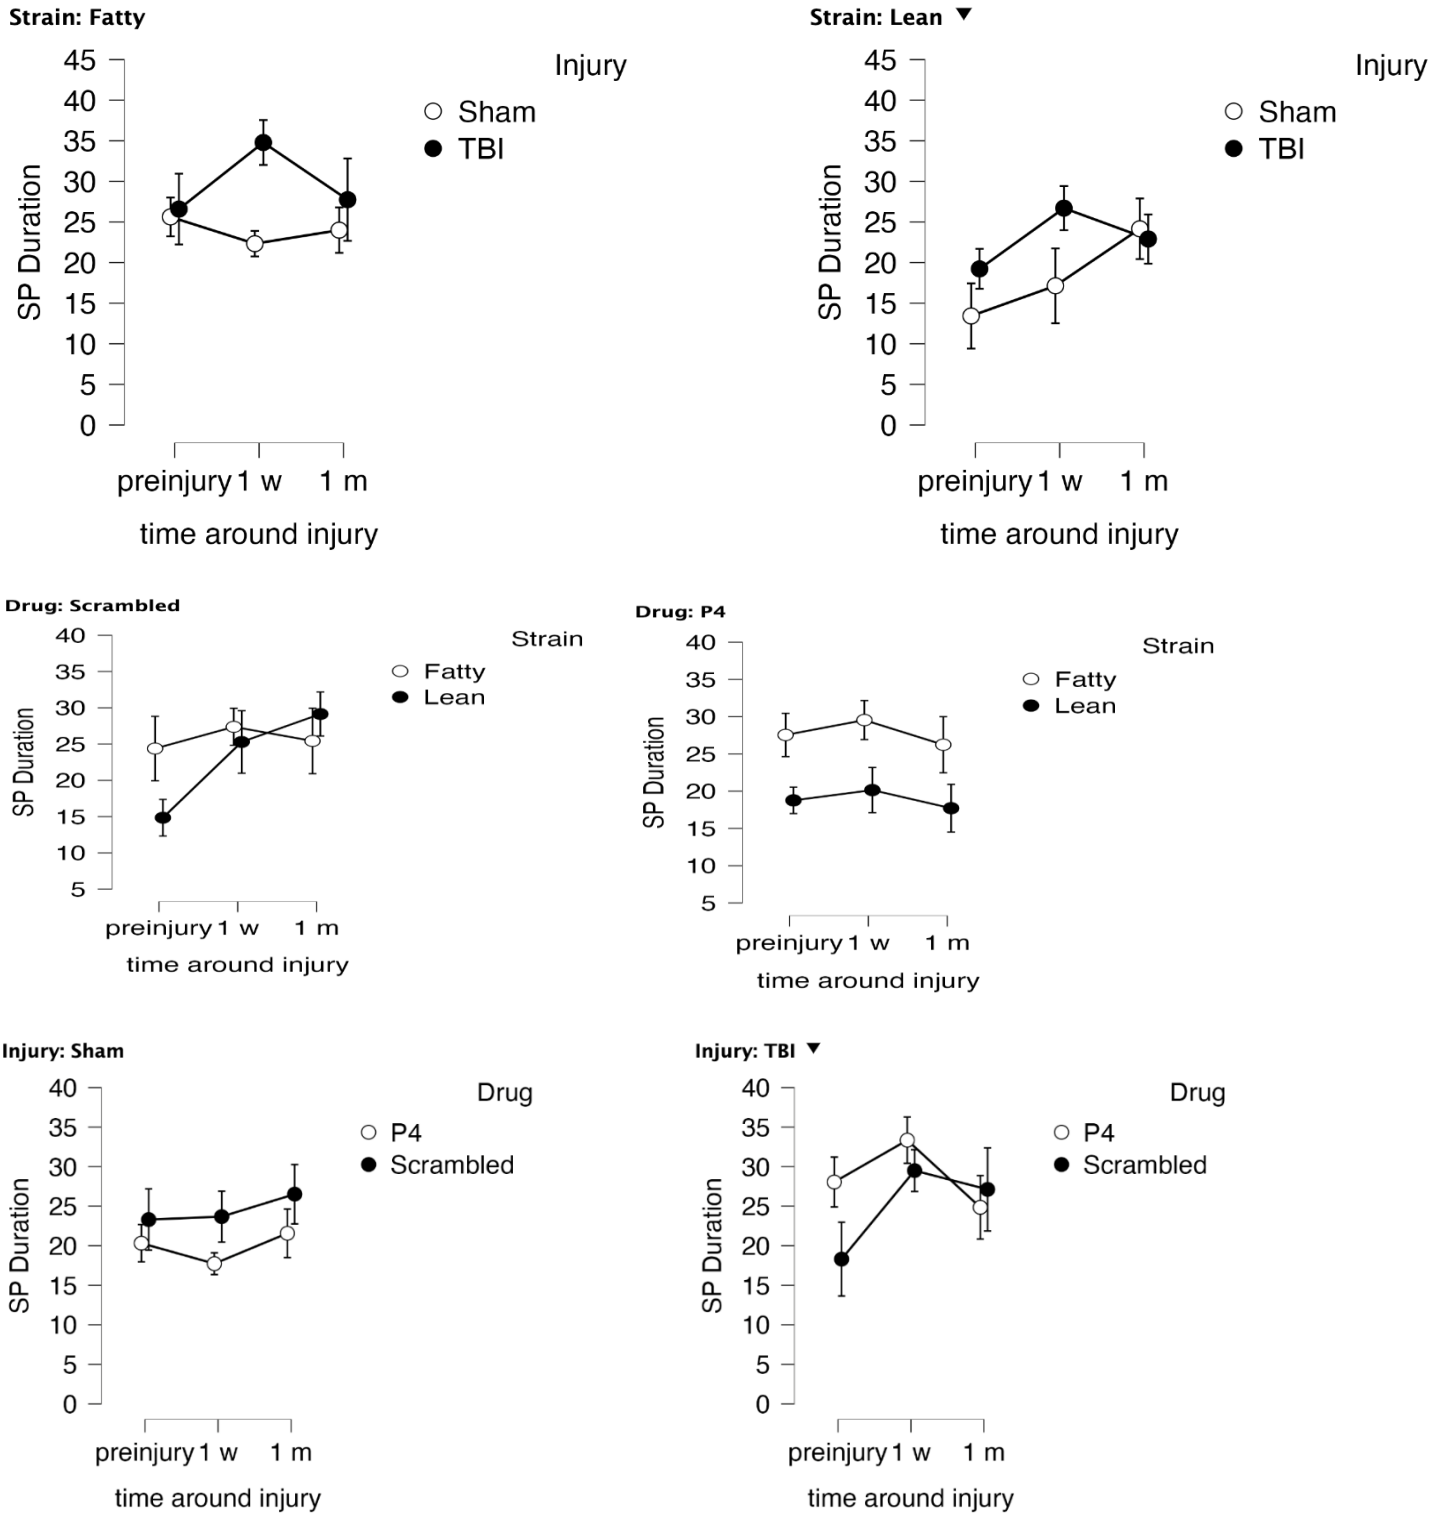 Strain: Fatty
45
40
35
30
25
20
15
10
5
0
SP Duration
Injury
Sham
TBI
preinjury 1 w 1 m
time around injury
Strain: Lean
45
40
35
30
25
20
15
10
5
0
SP Duration
Injury
Sham
TBI
preinjury 1 w 1 m
time around injury
Drug: Scrambled
40
35
30
25
20
15
10
5
SP Duration
Strain
Fatty
Lean
preinjury 1 w 1 m
time around injury
Drug: P4
40
35
30
25
20
15
10
5
SP Duration
Strain
Fatty
Lean
preinjury 1 w 1 m
time around injury
Injury: Sham
40
35
30
25
20
15
10
5
0
SP Duration
Drug
P4
Scrambled
preinjury 1 w 1 m
time around injury
Injury: TBI
40
35
30
25
20
15
10
5
0
SP Duration
Drug
P4
Scrambled
preinjury 1 w 1 m
time around injury